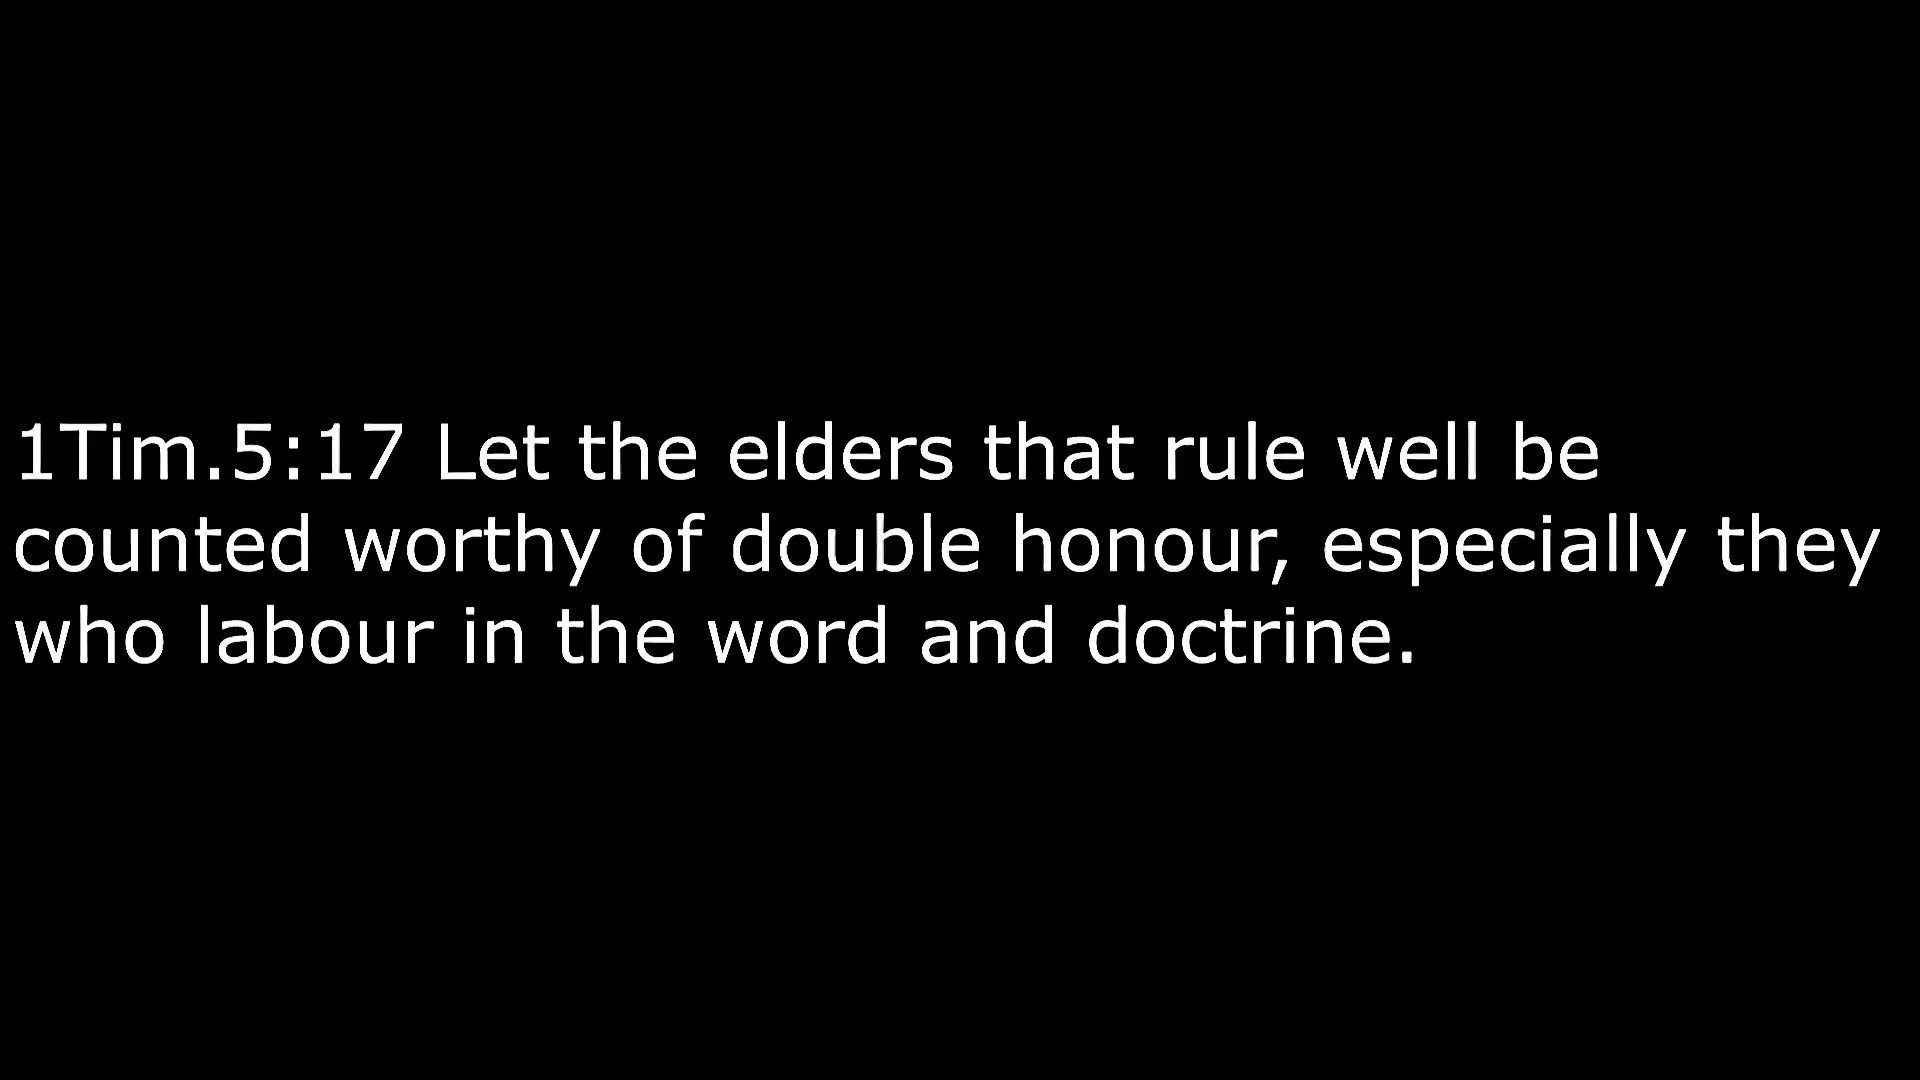 1Tim.5:17 Let the elders that rule well be
counted worthy of double honour, especially they
who labour in the word and doctrine.